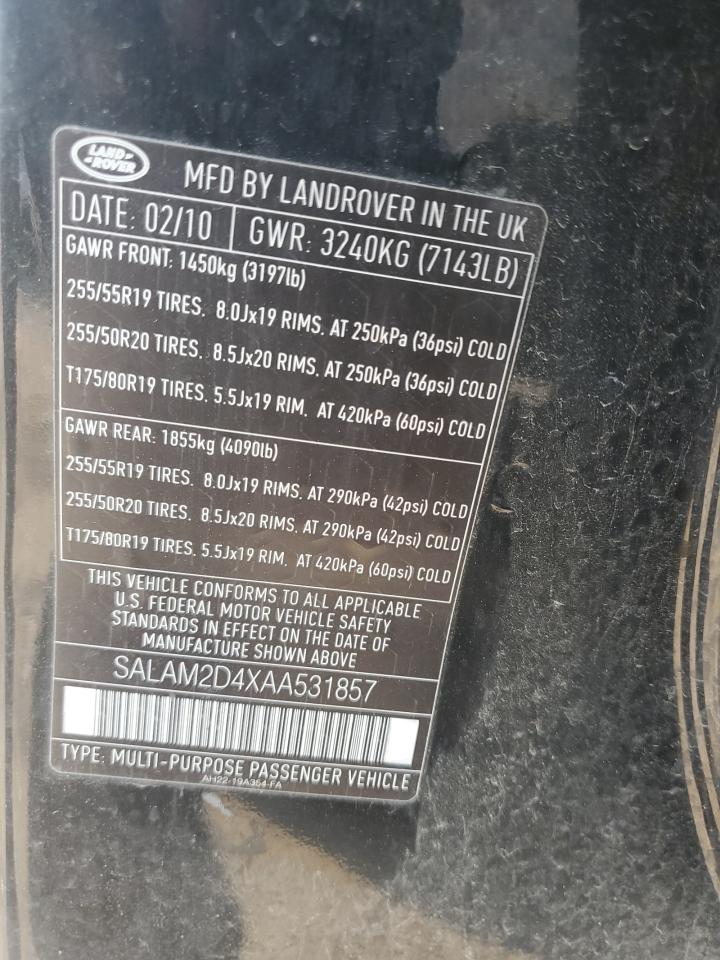 LAND ROVER
MFD BY LANDROVER IN THE UK
DATE: 02/10 GWR: 3240KG (7143LB)
GAWR FRONT: 1450kg (3197lb)
255/55R19 TIRES. 8.0Jx19 RIMS. AT 250kPa (36psi) COLD
255/50R20 TIRES. 8.5Jx20 RIMS. AT 250kPa (36psi) COLD
T175/80R19 TIRES. 5.5Jx19 RIM. AT 420kPa (60psi) COLD
GAWR REAR: 1855kg (4090lb)
255/55R19 TIRES. 8.0Jx19 RIMS. AT 290kPa (42psi) COLD
255/50R20 TIRES. 8.5Jx20 RIMS. AT 290kPa (42psi) COLD
T175/80R19 TIRES. 5.5Jx19 RIM. AT 420kPa (60psi) COLD
THIS VEHICLE CONFORMS TO ALL APPLICABLE
U.S. FEDERAL MOTOR VEHICLE SAFETY
STANDARDS IN EFFECT ON THE DATE OF
MANUFACTURE SHOWN ABOVE
SALAM2D4XAA531857
TYPE: MULTI-PURPOSE PASSENGER VEHICLE
AH22-19A354-FA